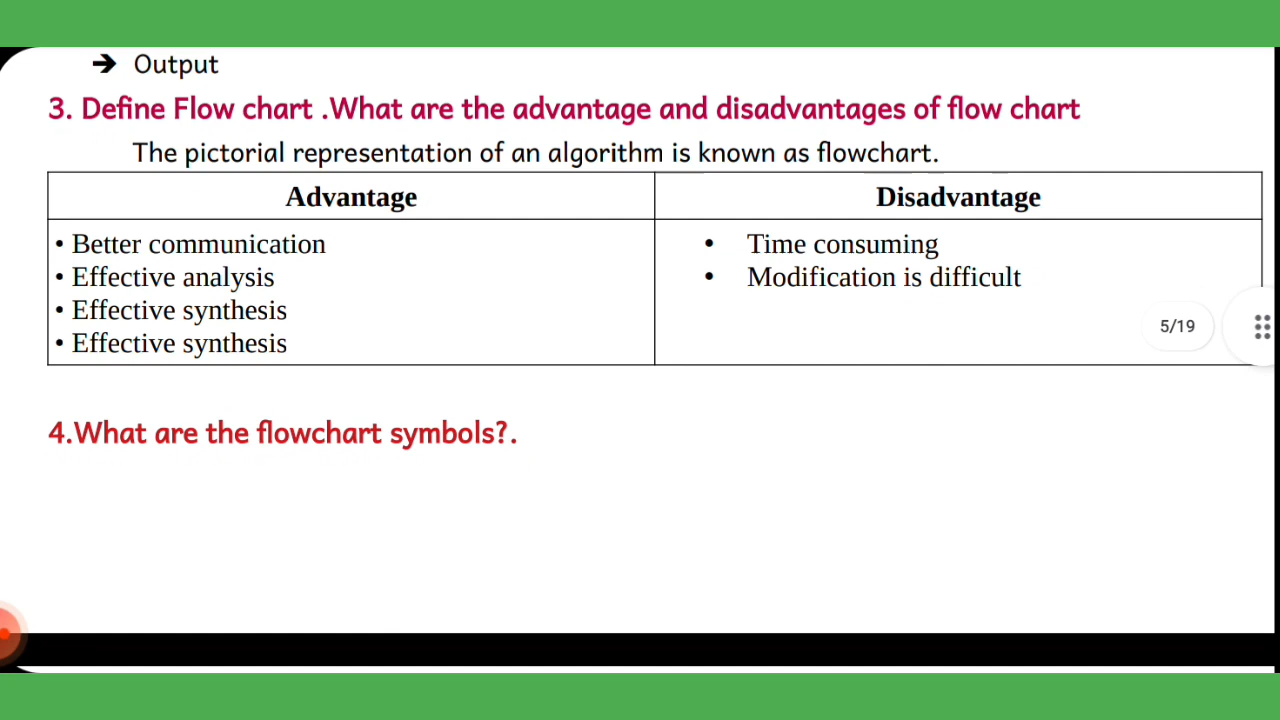 ➔ Output
3. Define Flow chart .What are the advantage and disadvantages of flow chart
The pictorial representation of an algorithm is known as flowchart.
Advantage
• Better communication
• Effective analysis
• Effective synthesis
• Effective synthesis
Disadvantage
• Time consuming
• Modification is difficult
5/19
4.What are the flowchart symbols?.